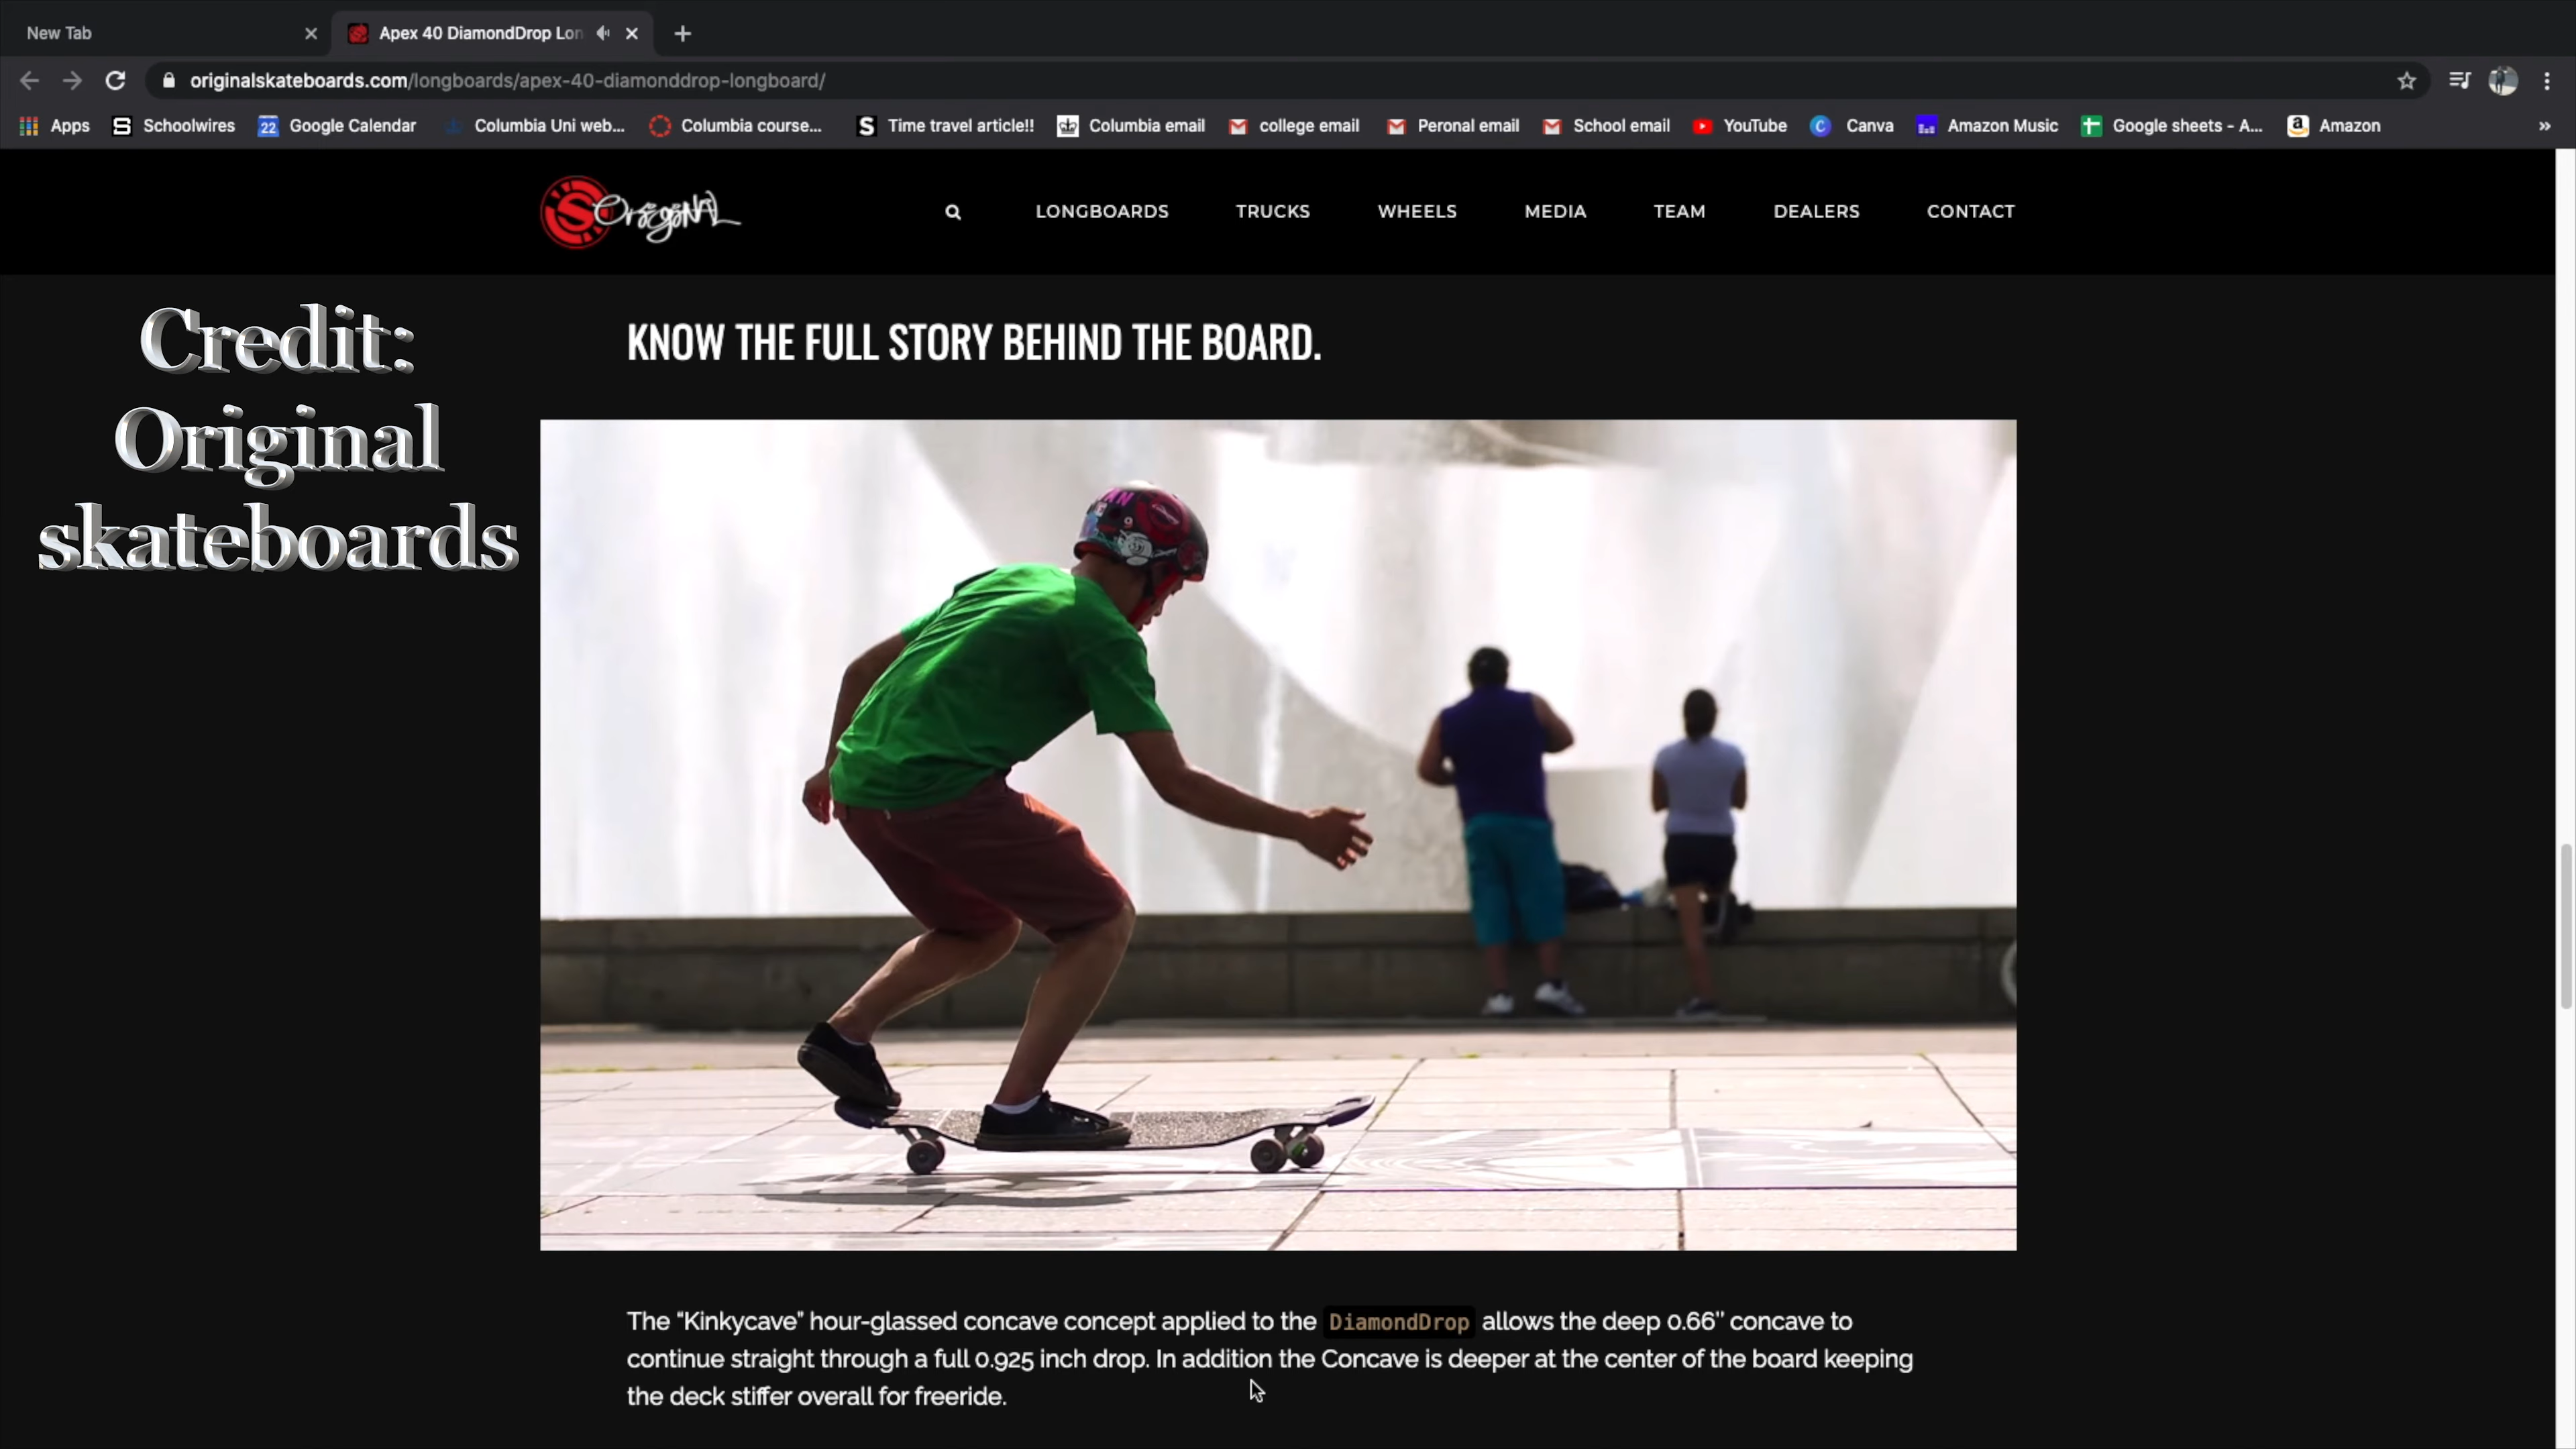 New Tab
Apex 40 DiamondDrop Lon
originalskateboards.com/longboards/apex-40-diamonddrop-longboard/
Apps
Schoolwires
22
Google Calendar
Columbia Uni web...
Columbia course...
Time travel article!!
Columbia email
college email
Peronal email
School email
YouTube
Canva
Amazon Music
Google sheets - A...
Amazon
Original
LONGBOARDS
TRUCKS
WHEELS
MEDIA
TEAM
DEALERS
CONTACT
Credit:
Original
skateboards
KNOW THE FULL STORY BEHIND THE BOARD.
The “Kinkycave” hour-glassed concave concept applied to the DiamondDrop allows the deep 0.66” concave to
continue straight through a full 0.925 inch drop. In addition the Concave is deeper at the center of the board keeping
the deck stiffer overall for freeride.